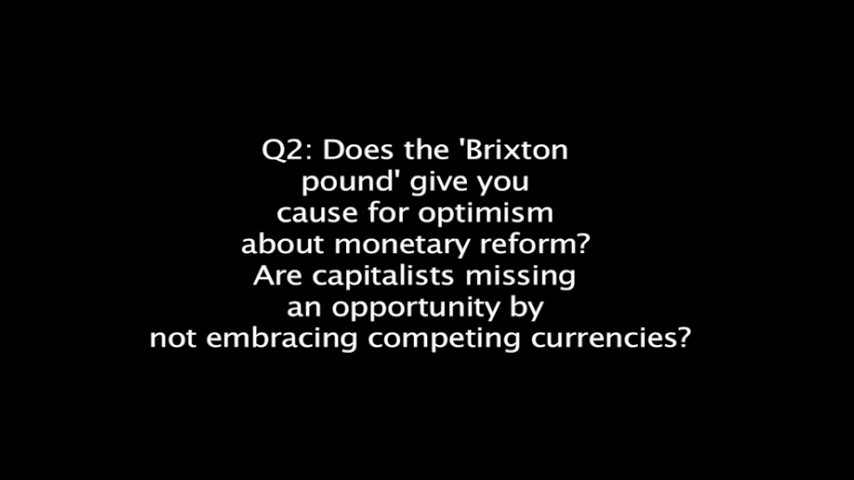 Q2: Does the 'Brixton
pound' give you
cause for optimism
about monetary reform?
Are capitalists missing
an opportunity by
not embracing competing currencies?